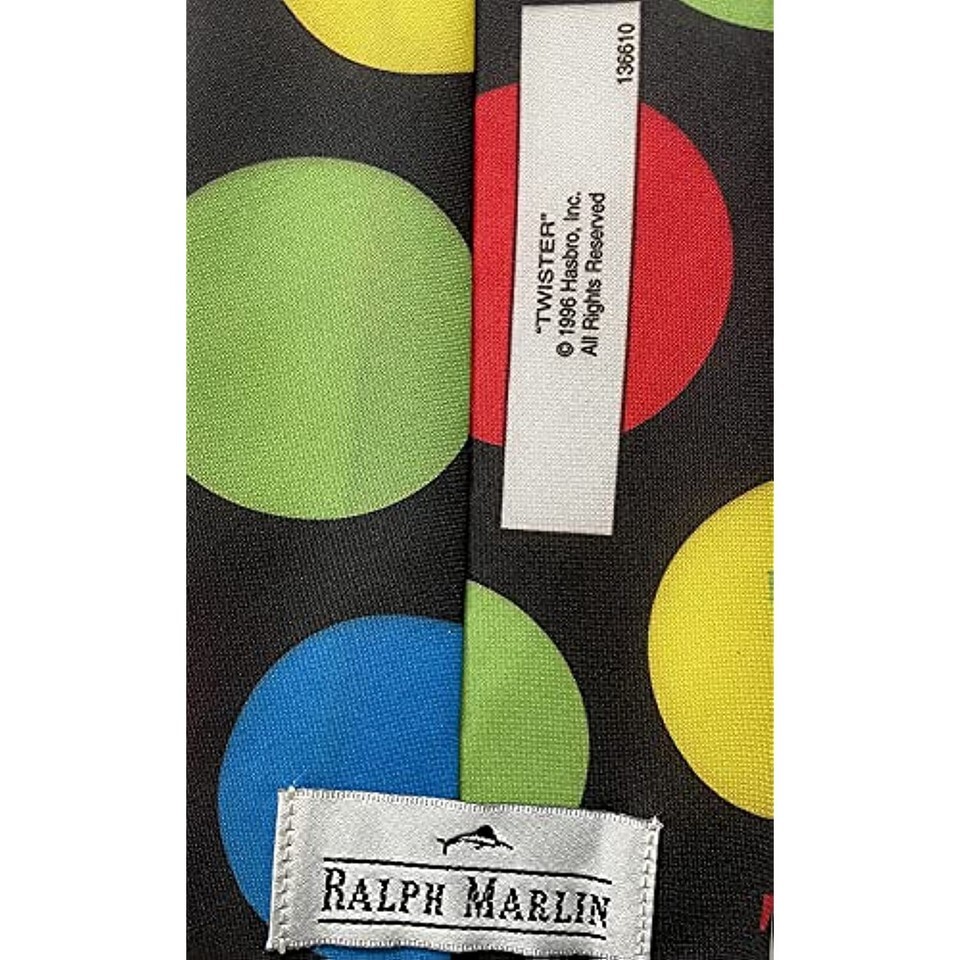 136610
"TWISTER"
© 1996 Hasbro, Inc.
All Rights Reserved
RALPH MARLIN